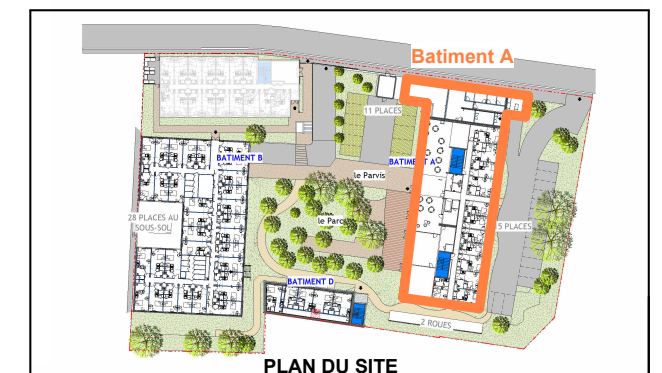 Batiment A
11 PLACES
BATIMENT B
BATIMENT A
le Parvis
28 PLACES AU
SOUS-SOL
le Parc
5 PLACES
BATIMENT D
2 ROUES
PLAN DU SITE